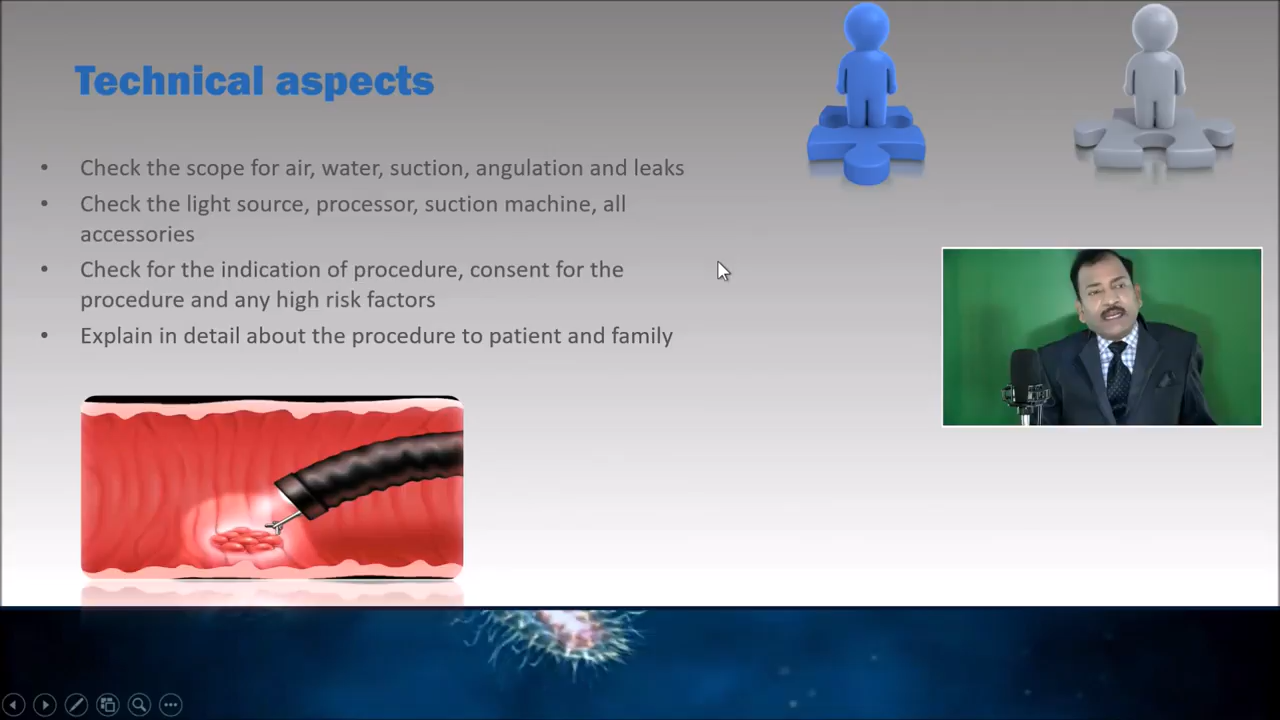 Technical aspects
• Check the scope for air, water, suction, angulation and leaks
• Check the light source, processor, suction machine, all
accessories
• Check for the indication of procedure, consent for the
procedure and any high risk factors
• Explain in detail about the procedure to patient and family